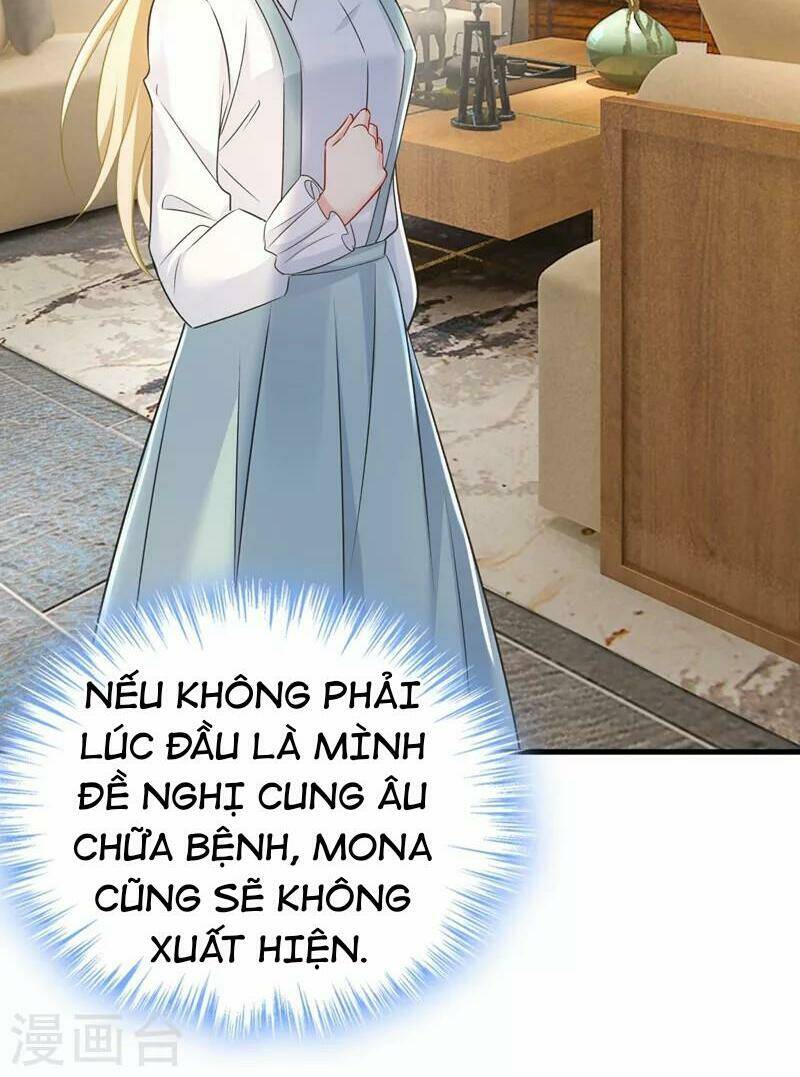 NẾU KHÔNG PHẢI
LÚC ĐẦU LÀ MÌNH
ĐỀ NGHỊ CUNG ÂU
CHỮA BỆNH, MONA
CŨNG SẼ KHÔNG
XUẤT HIỆN.
漫画台